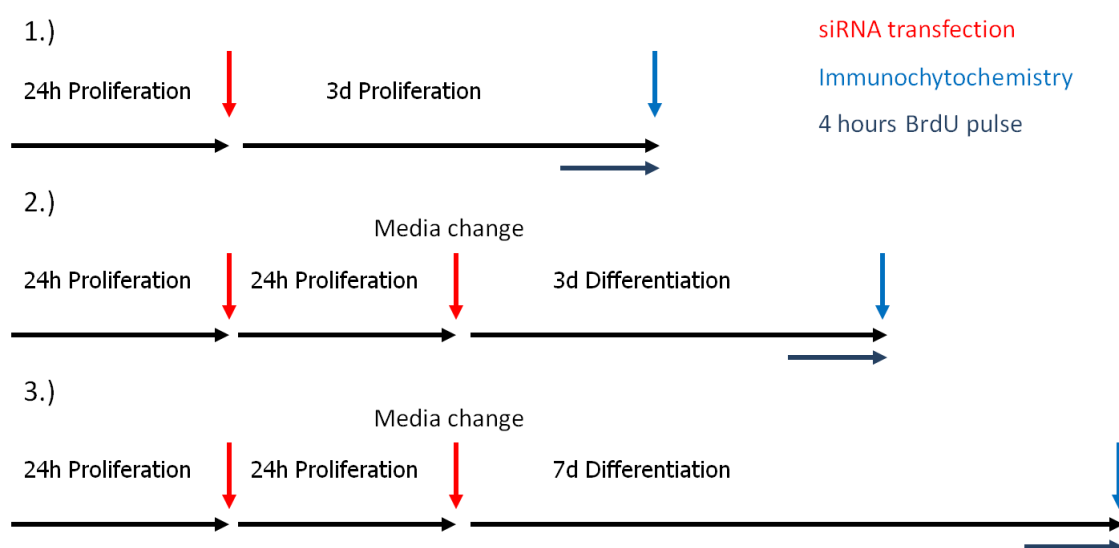 1.)
siRNA transfection
24h Proliferation 3d Proliferation
Immunochytochemistry
4 hours BrdU pulse
2.)
Media change
24h Proliferation 24h Proliferation 3d Differentiation
3.)
Media change
24h Proliferation 24h Proliferation 7d Differentiation